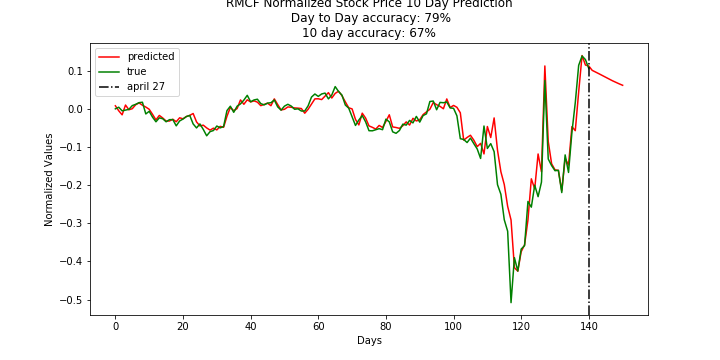 RMCF Normalized Stock Price 10 Day Prediction
Day to Day accuracy: 79%
10 day accuracy: 67%
predicted
true
april 27
0.1
0.0
−0.1
−0.2
−0.3
−0.4
−0.5
Normalized Values
0 20 40 60 80 100 120 140
Days